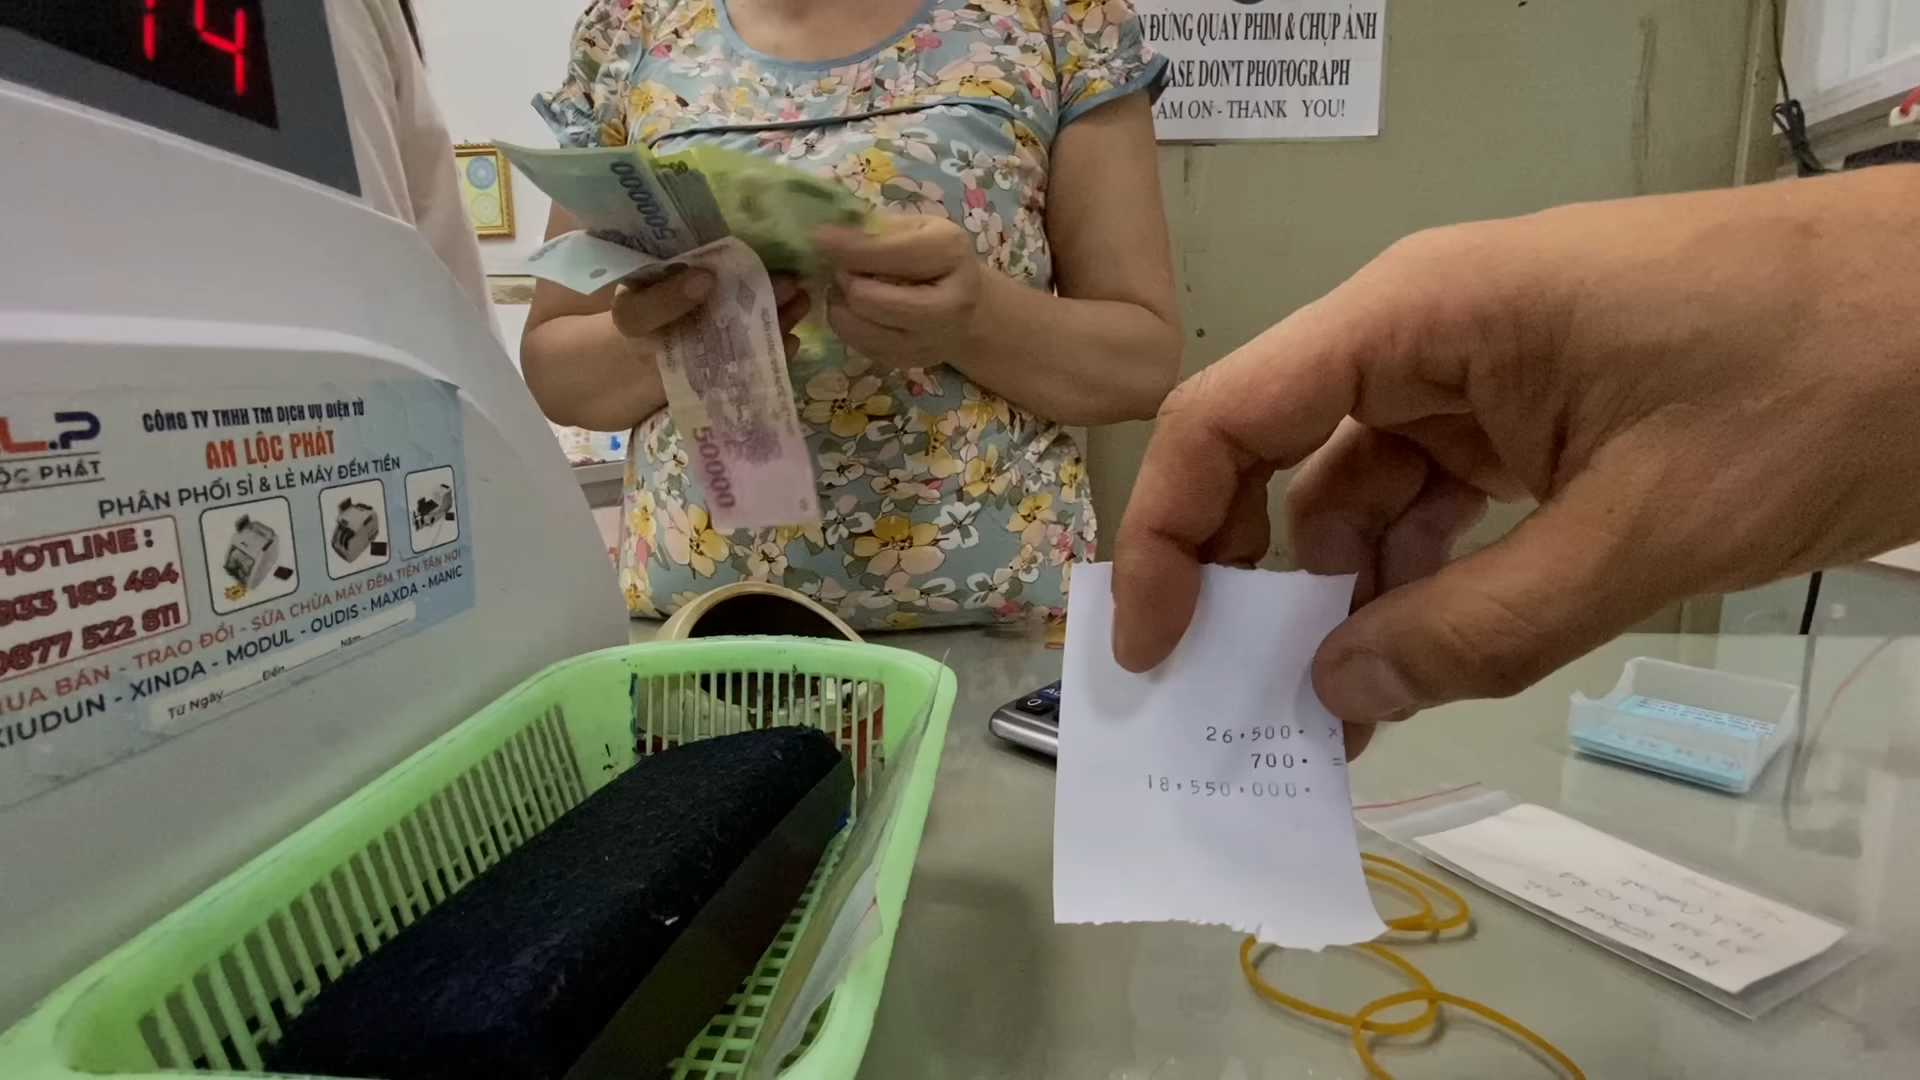 14
ĐỪNG QUAY PHIM & CHỤP ẢNH
DON'T PHOTOGRAPH
ƠN - THANK YOU!
500000
50000
L.P
LỘC PHÁT
CÔNG TY TNHH TM DỊCH VỤ ĐIỆN TỬ
AN LỘC PHÁT
PHÂN PHỐI SỈ & LẺ MÁY ĐẾM TIỀN
HOTLINE :
933 183 494
0877 522 811
MUA BÁN - TRAO ĐỔI - SỬA CHỮA MÁY ĐẾM TIỀN TẬN NƠI
XIUDUN - XINDA - MODUL - OUDIS - MAXDA - MANIC
Từ Ngày Đến Năm
26,500. ×
700. =
18,550,000.